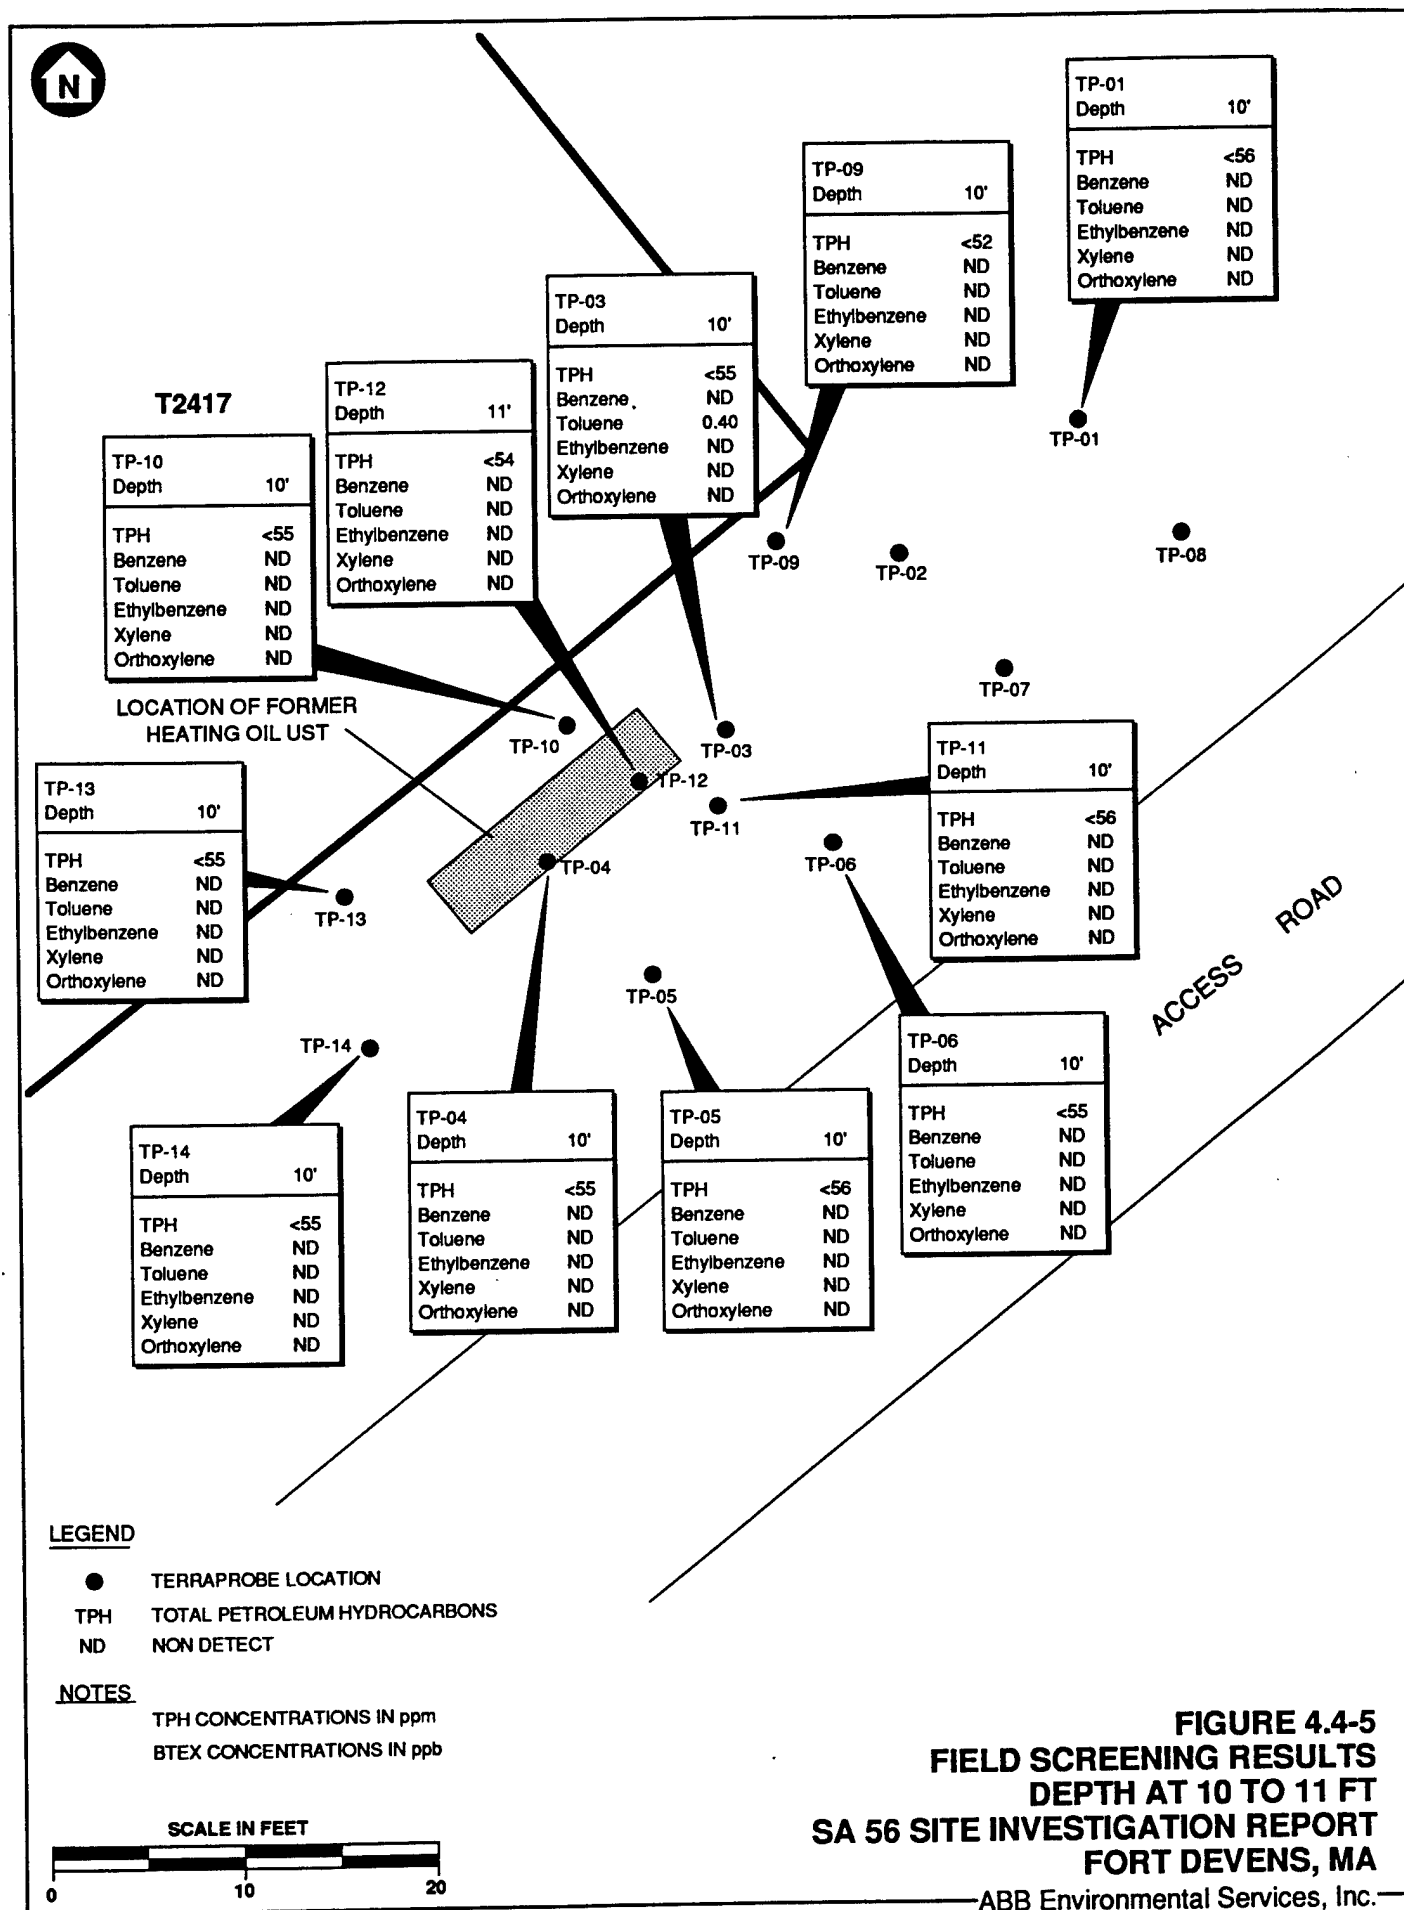 N
TP-01
Depth 10'
TPH <56
Benzene ND
Toluene ND
Ethylbenzene ND
Xylene ND
Orthoxylene ND
TP-09
Depth 10'
TPH <52
Benzene ND
Toluene ND
Ethylbenzene ND
Xylene ND
Orthoxylene ND
TP-03
Depth 10'
TPH <55
Benzene ND
Toluene 0.40
Ethylbenzene ND
Xylene ND
Orthoxylene ND
TP-12
Depth 11'
TPH <54
Benzene ND
Toluene ND
Ethylbenzene ND
Xylene ND
Orthoxylene ND
T2417
TP-10
Depth 10'
TPH <55
Benzene ND
Toluene ND
Ethylbenzene ND
Xylene ND
Orthoxylene ND
TP-01
TP-09
TP-02
TP-08
TP-07
LOCATION OF FORMER
HEATING OIL UST
TP-10
TP-03
TP-12
TP-11
TP-11
Depth 10'
TPH <56
Benzene ND
Toluene ND
Ethylbenzene ND
Xylene ND
Orthoxylene ND
TP-13
Depth 10'
TPH <55
Benzene ND
Toluene ND
Ethylbenzene ND
Xylene ND
Orthoxylene ND
TP-04
TP-06
TP-13
TP-05
TP-14
ACCESS ROAD
TP-06
Depth 10'
TPH <55
Benzene ND
Toluene ND
Ethylbenzene ND
Xylene ND
Orthoxylene ND
TP-14
Depth 10'
TPH <55
Benzene ND
Toluene ND
Ethylbenzene ND
Xylene ND
Orthoxylene ND
TP-04
Depth 10'
TPH <55
Benzene ND
Toluene ND
Ethylbenzene ND
Xylene ND
Orthoxylene ND
TP-05
Depth 10'
TPH <56
Benzene ND
Toluene ND
Ethylbenzene ND
Xylene ND
Orthoxylene ND
LEGEND
TERRAPROBE LOCATION
TPH TOTAL PETROLEUM HYDROCARBONS
ND NON DETECT
NOTES
TPH CONCENTRATIONS IN ppm
BTEX CONCENTRATIONS IN ppb
SCALE IN FEET
0 10 20
FIGURE 4.4-5
FIELD SCREENING RESULTS
DEPTH AT 10 TO 11 FT
SA 56 SITE INVESTIGATION REPORT
FORT DEVENS, MA
ABB Environmental Services, Inc.